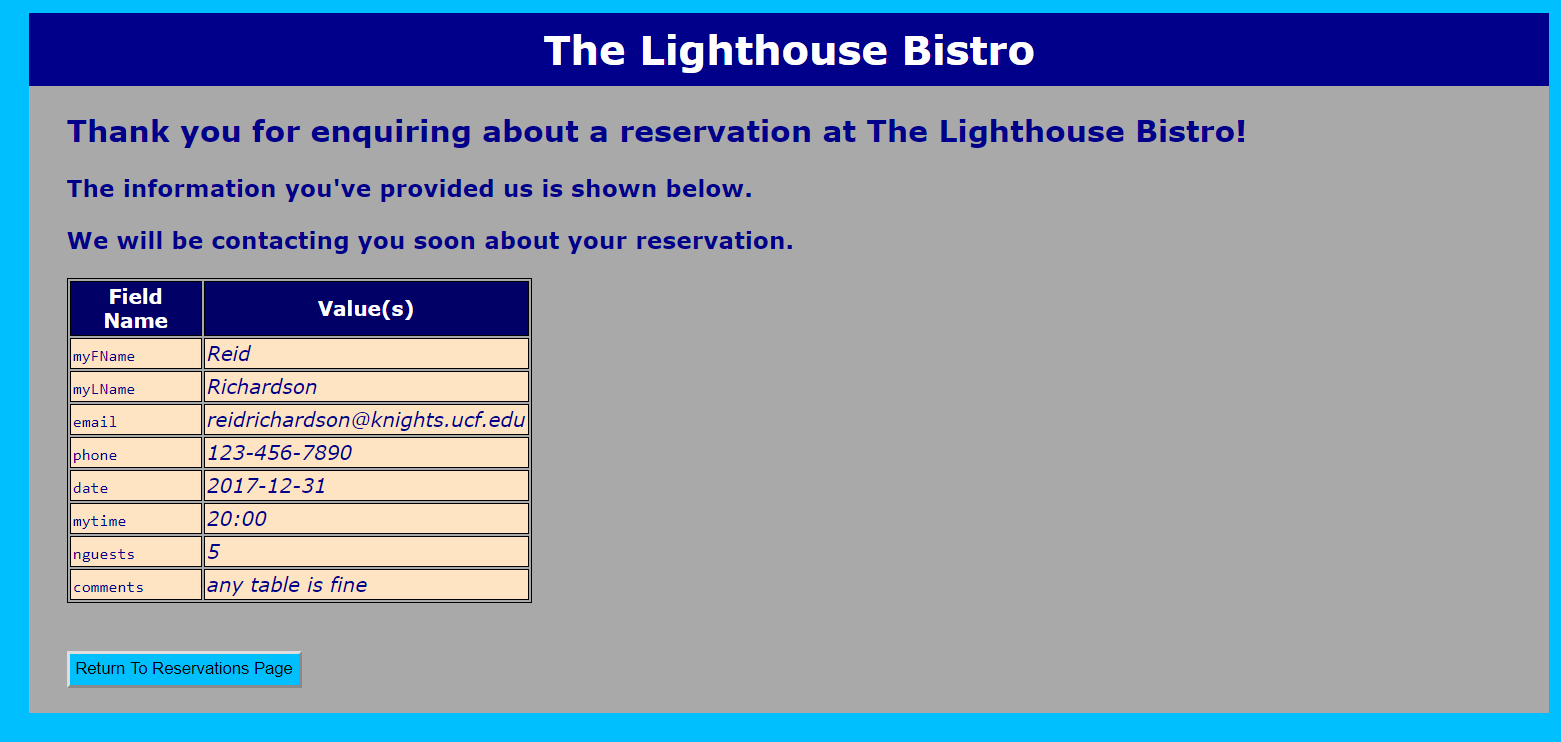 The Lighthouse Bistro
Thank you for enquiring about a reservation at The Lighthouse Bistro!
The information you've provided us is shown below.
We will be contacting you soon about your reservation.
Field Name Value(s)
myFName Reid
myLName Richardson
email reidrichardson@knights.ucf.edu
phone 123-456-7890
date 2017-12-31
mytime 20:00
nguests 5
comments any table is fine
Return To Reservations Page